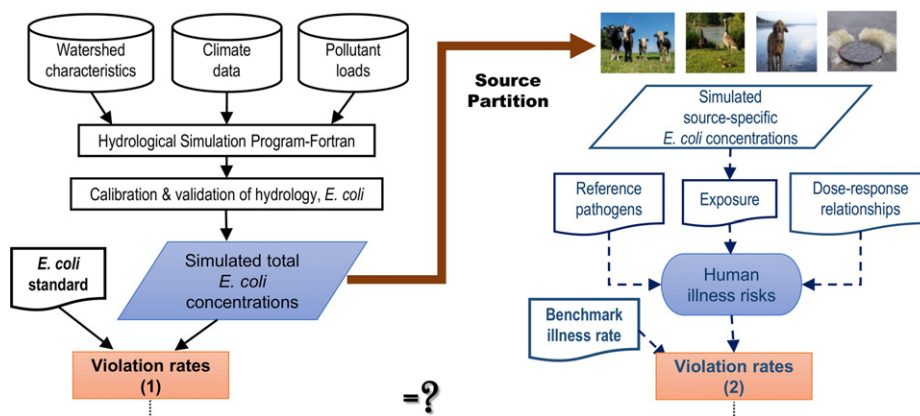 Watershed
characteristics
Climate
data
Pollutant
loads
Hydrological Simulation Program-Fortran
Calibration & validation of hydrology, E. coli
E. coli
standard
Simulated total
E. coli
concentrations
Violation rates
(1)
=?
Source
Partition
Simulated
source-specific
E. coli concentrations
Reference
pathogens
Exposure
Dose-response
relationships
Human
illness risks
Benchmark
illness rate
Violation rates
(2)